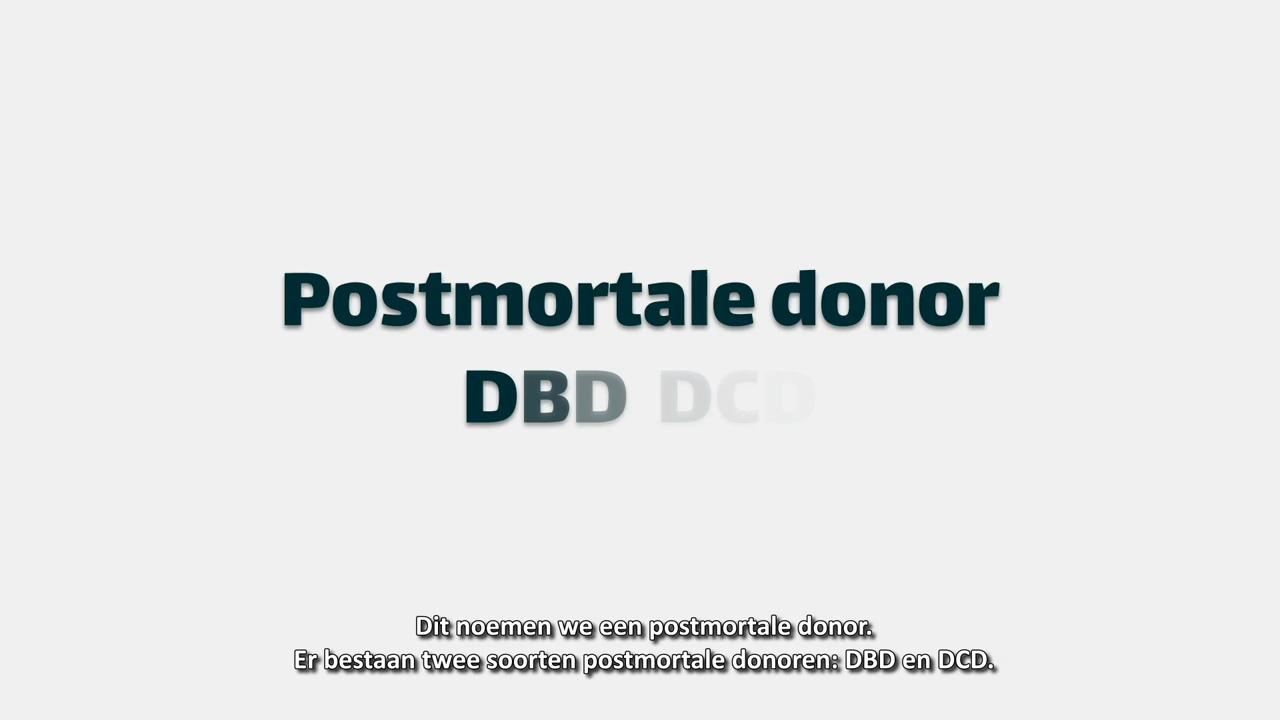 Postmortale donor
DBD DCD
Dit noemen we een postmortale donor.
Er bestaan twee soorten postmortale donoren: DBD en DCD.